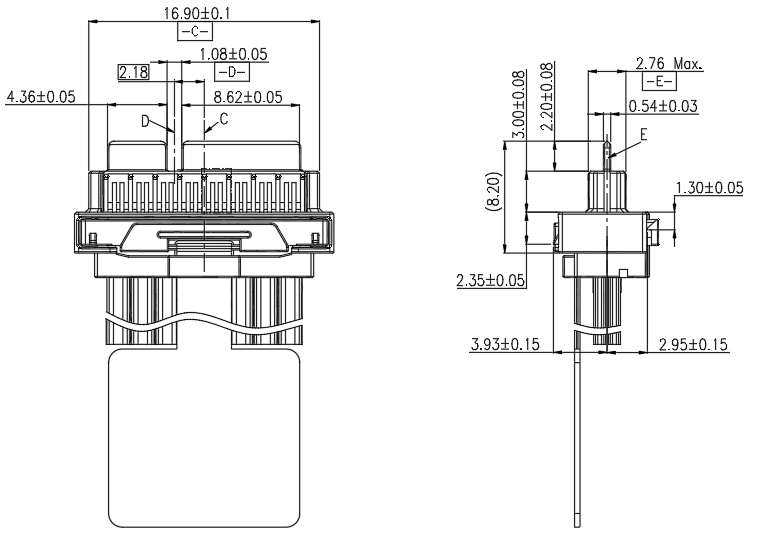 16.90±0.1
-C-
2.18
1.08±0.05
-D-
4.36±0.05
8.62±0.05
D
C
2.76 Max.
-E-
3.00±0.08
2.20±0.08
0.54±0.03
E
(8.20)
1.30±0.05
2.35±0.05
3.93±0.15
2.95±0.15